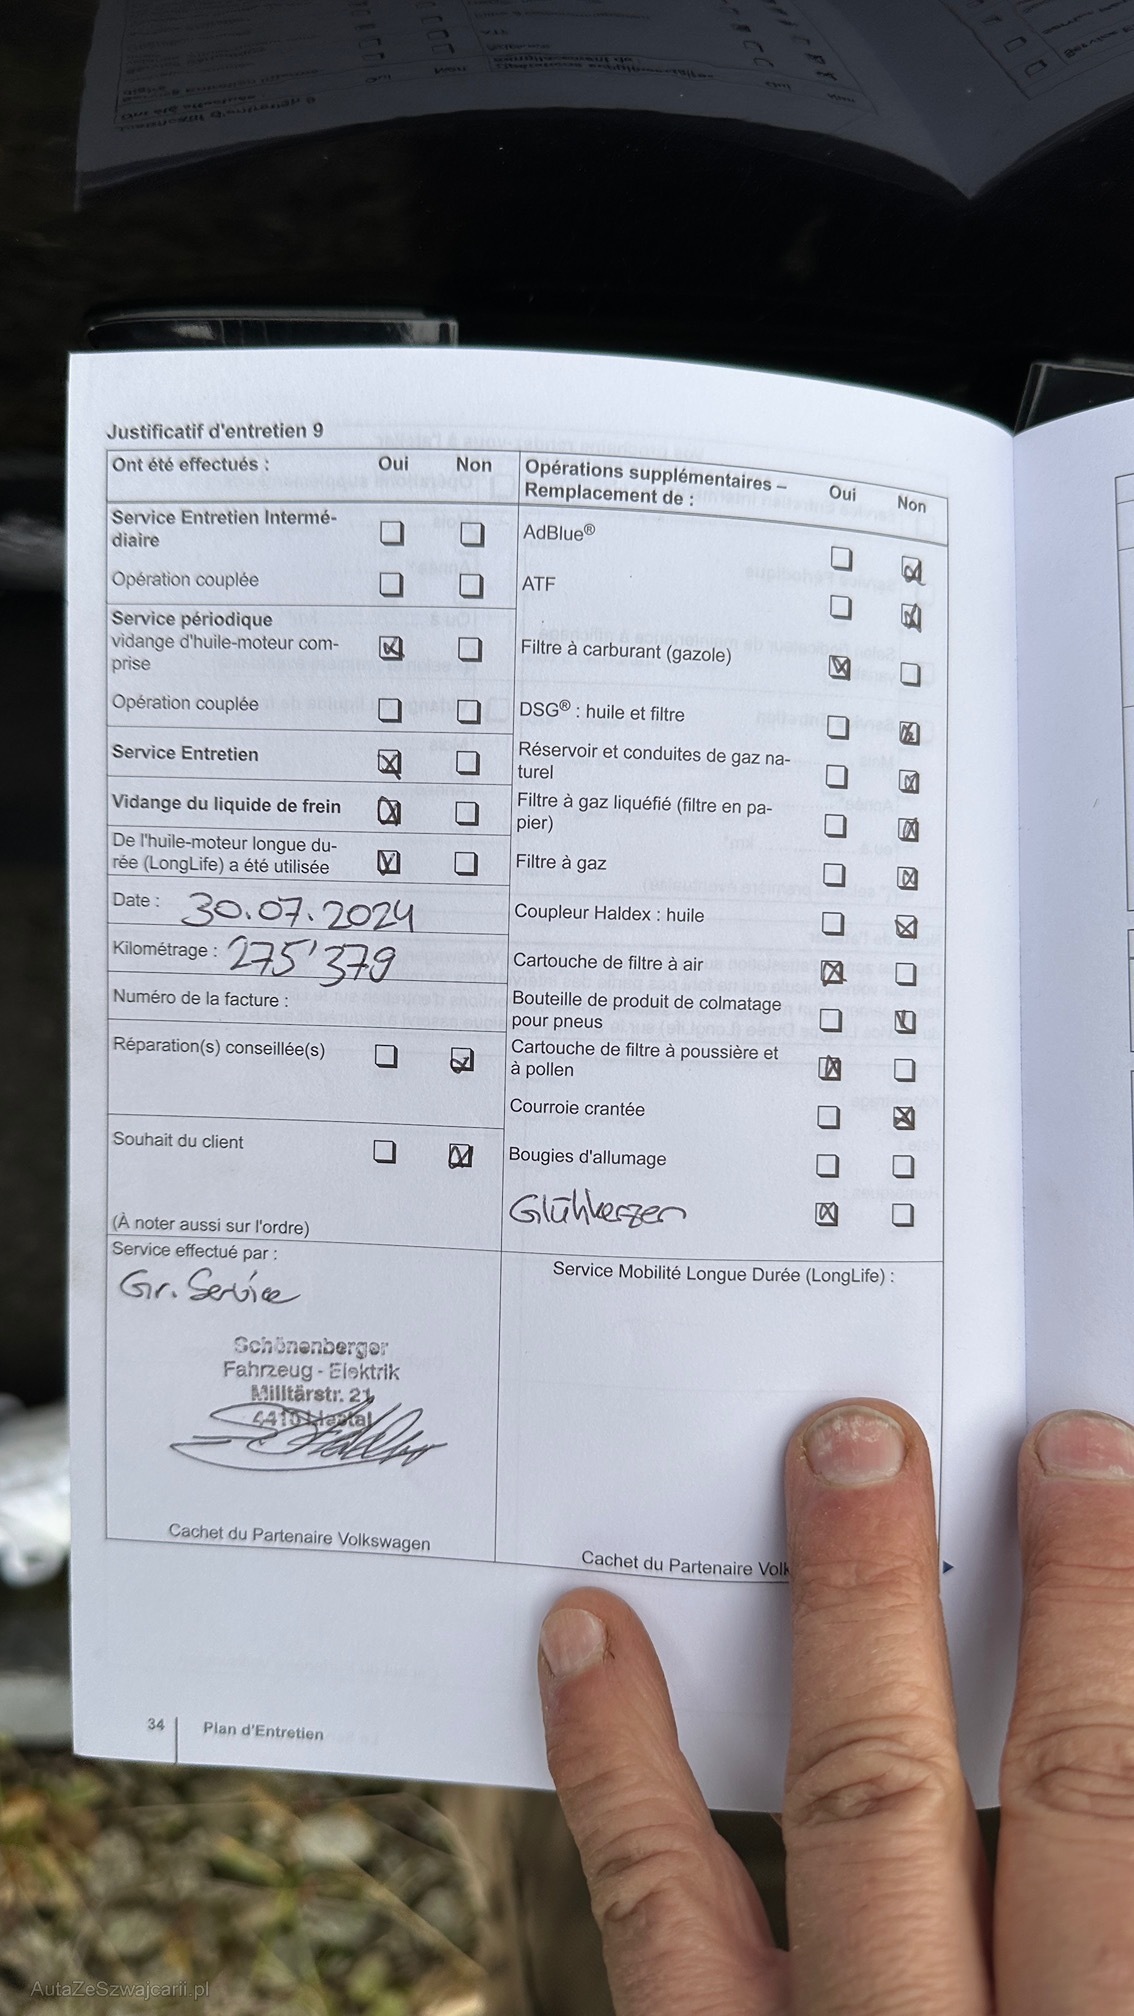 Justificatif d'entretien 9
Ont été effectués : Oui Non
Service Entretien Intermé-
diaire
Opération couplée
Service périodique
vidange d'huile-moteur com-
prise
Opération couplée
Service Entretien
Vidange du liquide de frein
De l'huile-moteur longue du-
rée (LongLife) a été utilisée
Date : 30.07.2024
Kilométrage : 275'379
Numéro de la facture :
Réparation(s) conseillée(s)
Souhait du client
(À noter aussi sur l'ordre)
Service effectué par :
Gr. Service
Schönenberger
Fahrzeug - Elektrik
Militärstr. 21
4410 Liestal
Cachet du Partenaire Volkswagen
Opérations supplémentaires –
Remplacement de : Oui Non
AdBlue®
ATF
Filtre à carburant (gazole)
DSG® : huile et filtre
Réservoir et conduites de gaz na-
turel
Filtre à gaz liquéfié (filtre en pa-
pier)
Filtre à gaz
Coupleur Haldex : huile
Cartouche de filtre à air
Bouteille de produit de colmatage
pour pneus
Cartouche de filtre à poussière et
à pollen
Courroie crantée
Bougies d'allumage
Glühkerzen
Service Mobilité Longue Durée (LongLife) :
Cachet du Partenaire
34 Plan d'Entretien
AutaZeSzwajcarii.pl